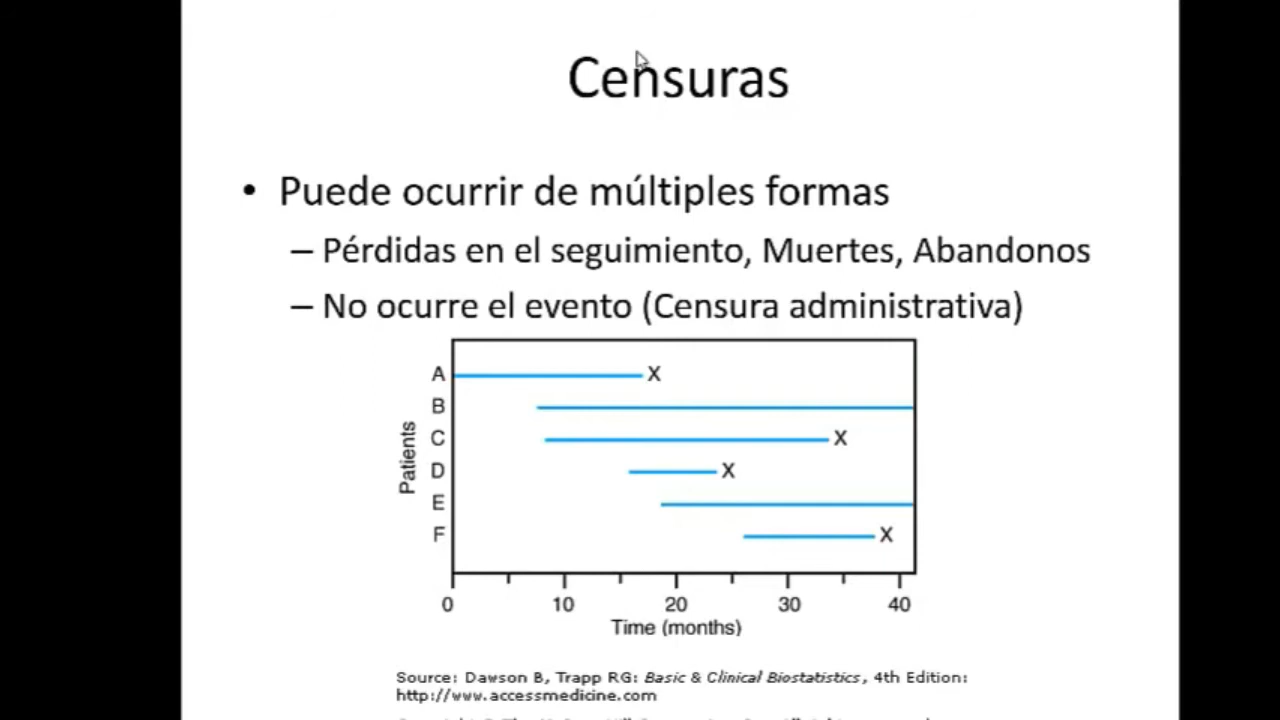 Censuras
• Puede ocurrir de múltiples formas
– Pérdidas en el seguimiento, Muertes, Abandonos
– No ocurre el evento (Censura administrativa)
Patients
A X
B
C X
D X
E
F X
0 10 20 30 40
Time (months)
Source: Dawson B, Trapp RG: Basic & Clinical Biostatistics, 4th Edition:
http://www.accessmedicine.com